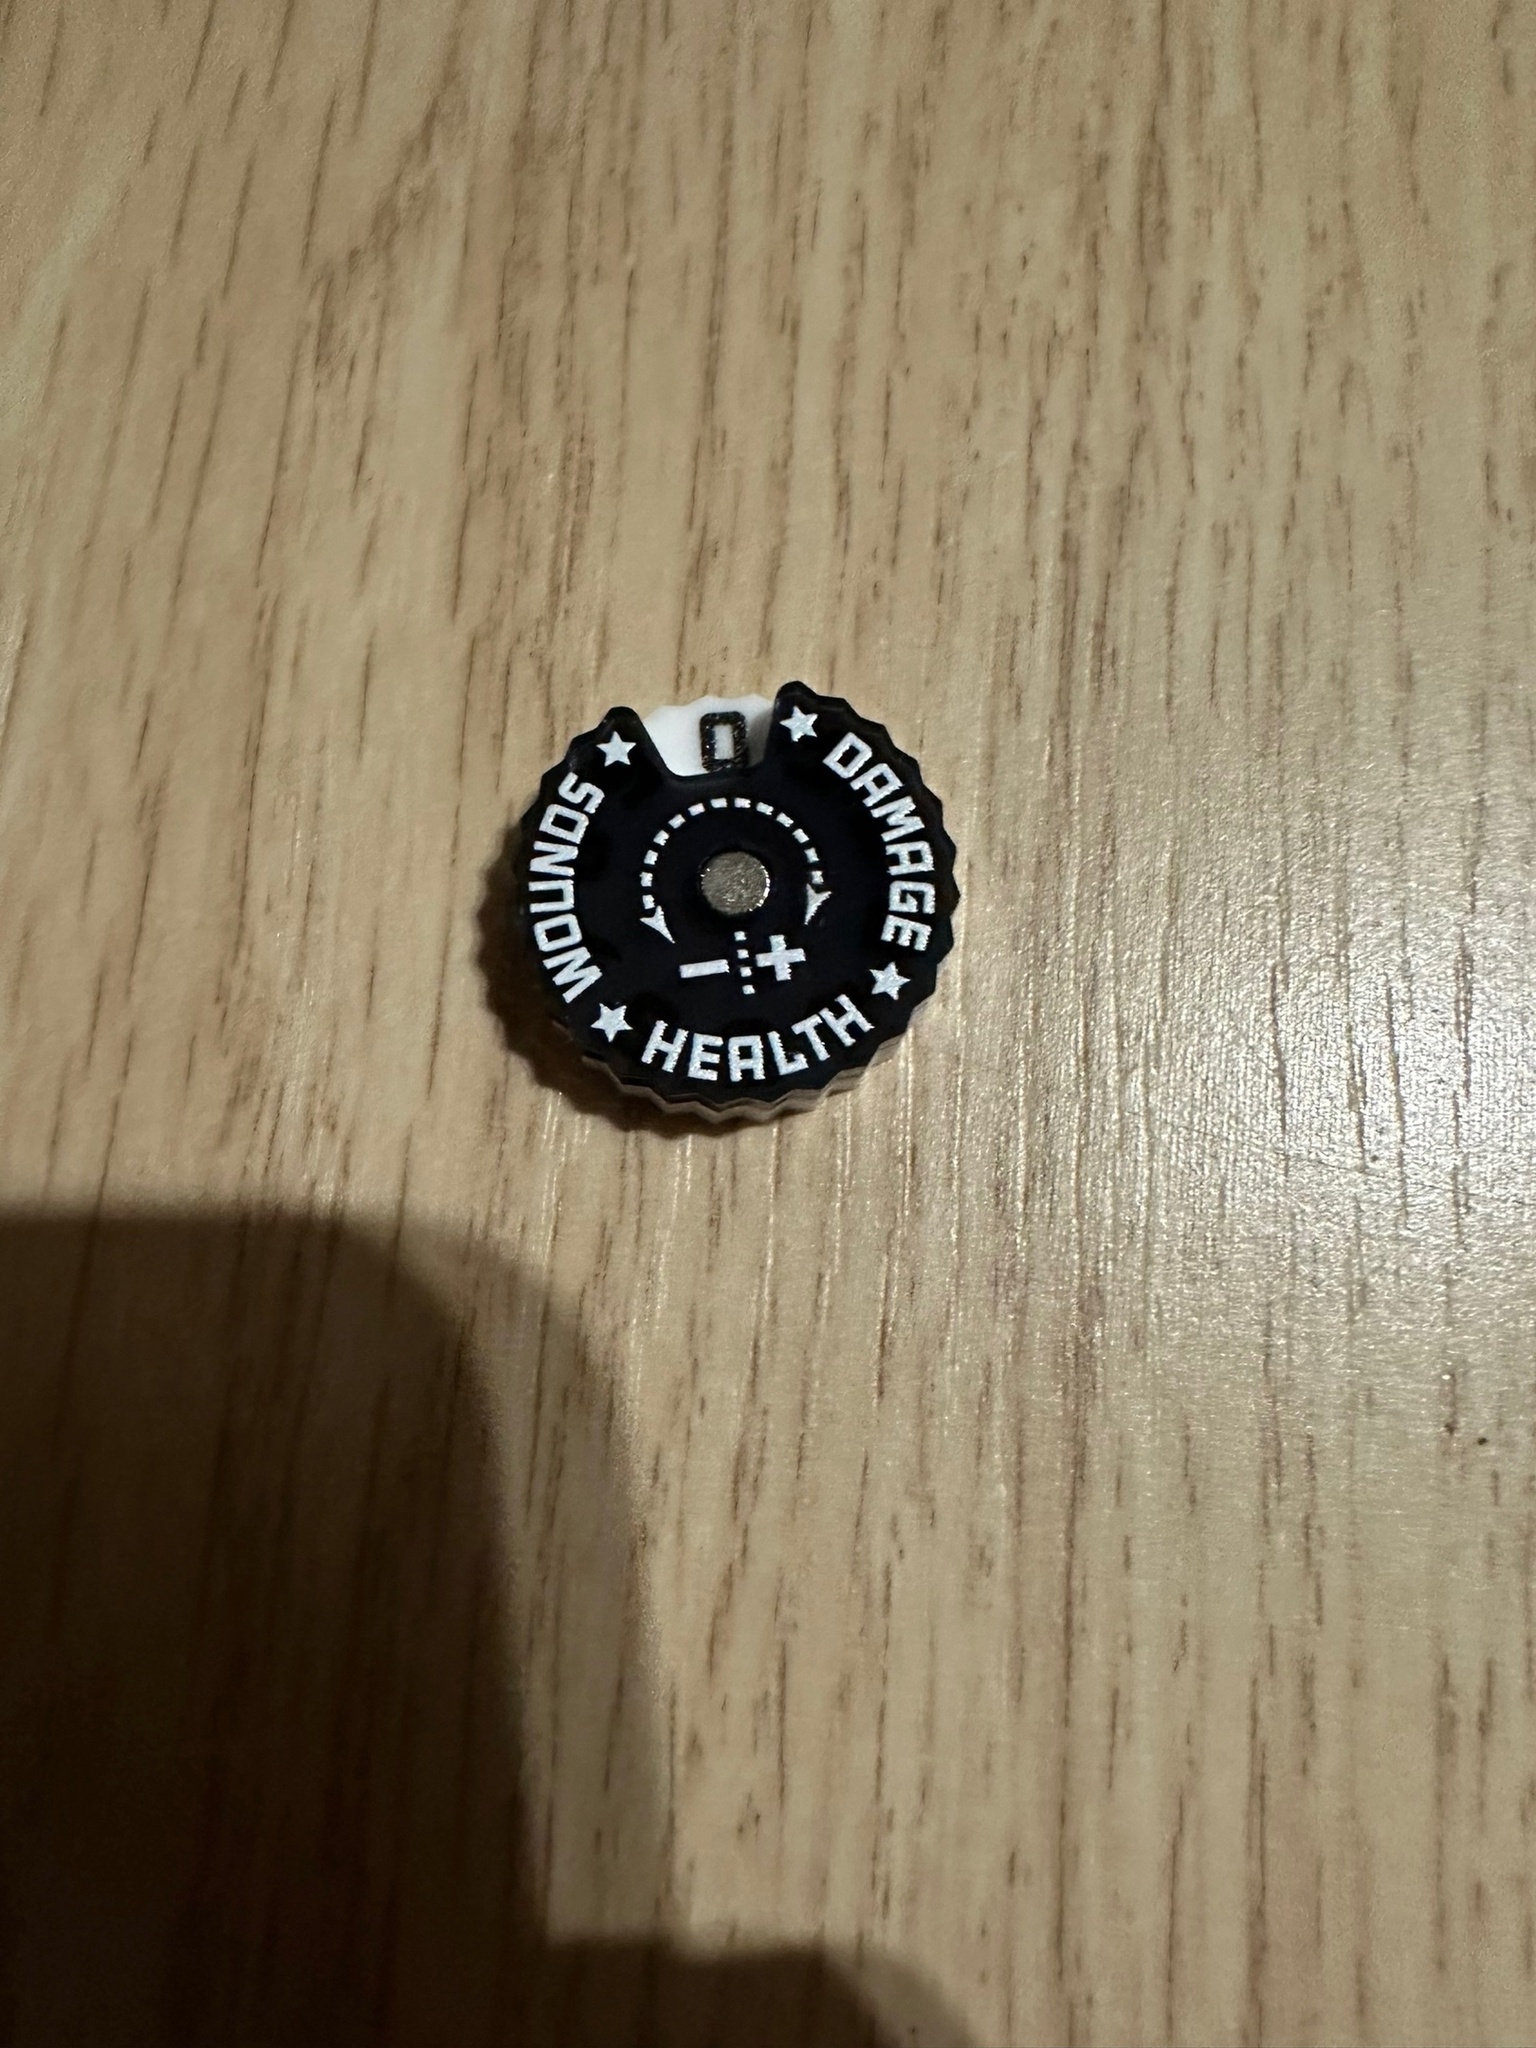 0
WOUNDS
DAMAGE
- +
HEALTH